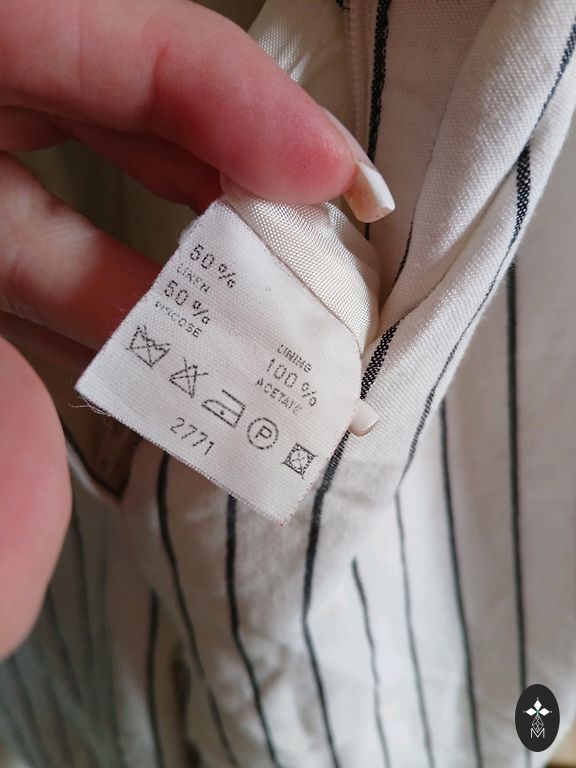 50%
LINEN
50%
VISCOSE
LINING
100%
ACETATE
P
2771
M